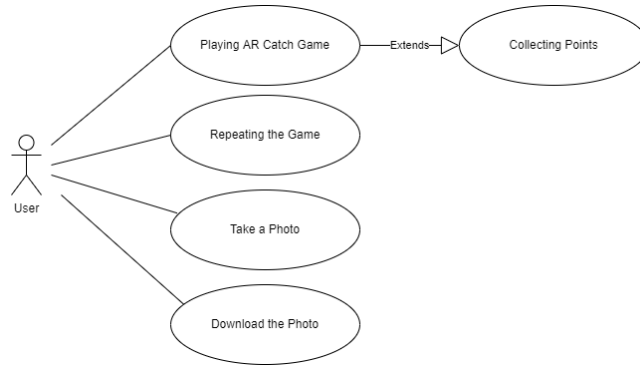 Playing AR Catch Game
Extends
Collecting Points
Repeating the Game
User
Take a Photo
Download the Photo